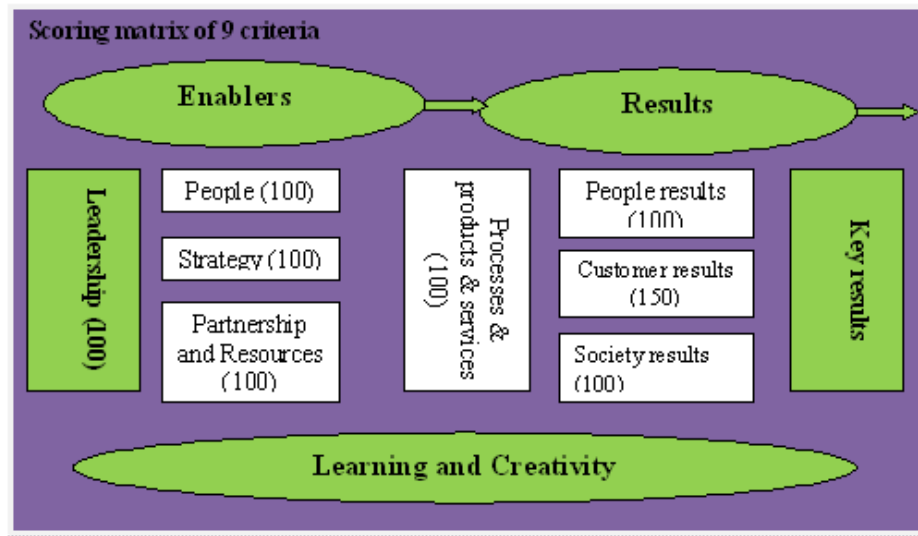 Scoring matrix of 9 criteria
Enablers
Results
Leadership (100)
People (100)
Strategy (100)
Partnership
and Resources
(100)
Processes &
products & services
(100)
People results
(100)
Customer results
(150)
Society results
(100)
Key results
Learning and Creativity